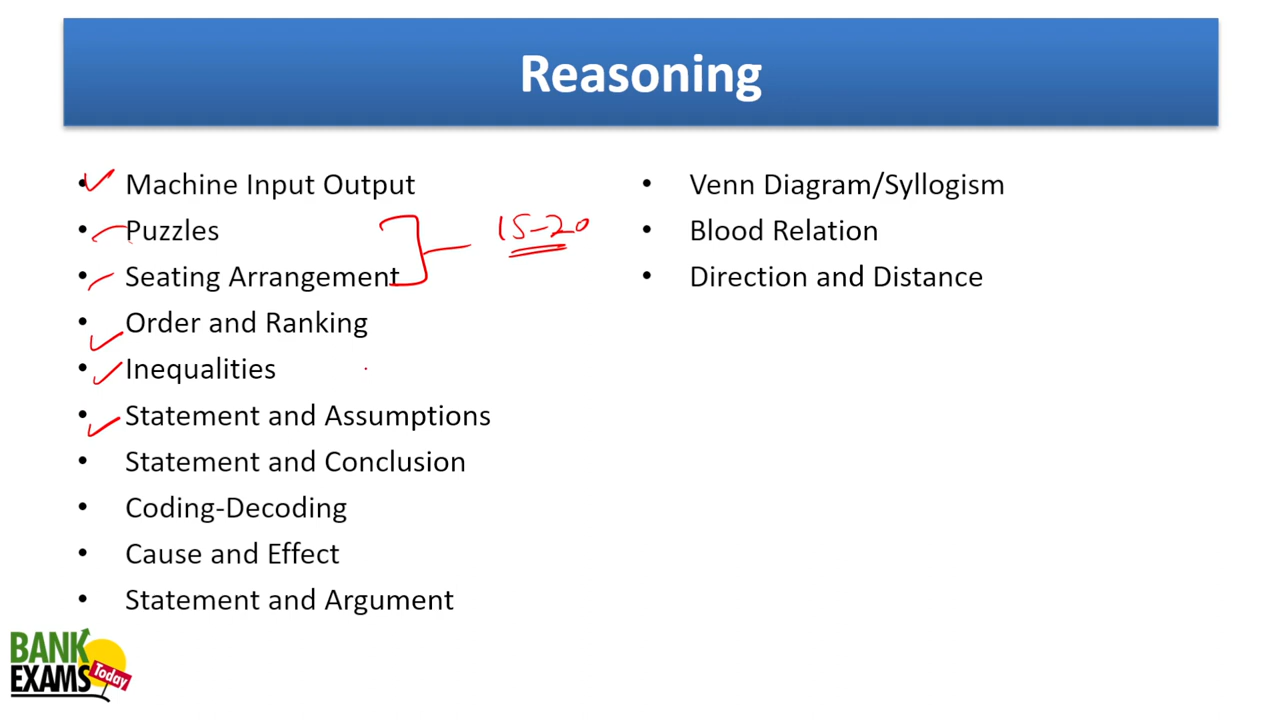 Reasoning
• Machine Input Output
• Puzzles
• Seating Arrangement
15-20
• Order and Ranking
• Inequalities
• Statement and Assumptions
• Statement and Conclusion
• Coding-Decoding
• Cause and Effect
• Statement and Argument
• Venn Diagram/Syllogism
• Blood Relation
• Direction and Distance
BANK
EXAMS
Today